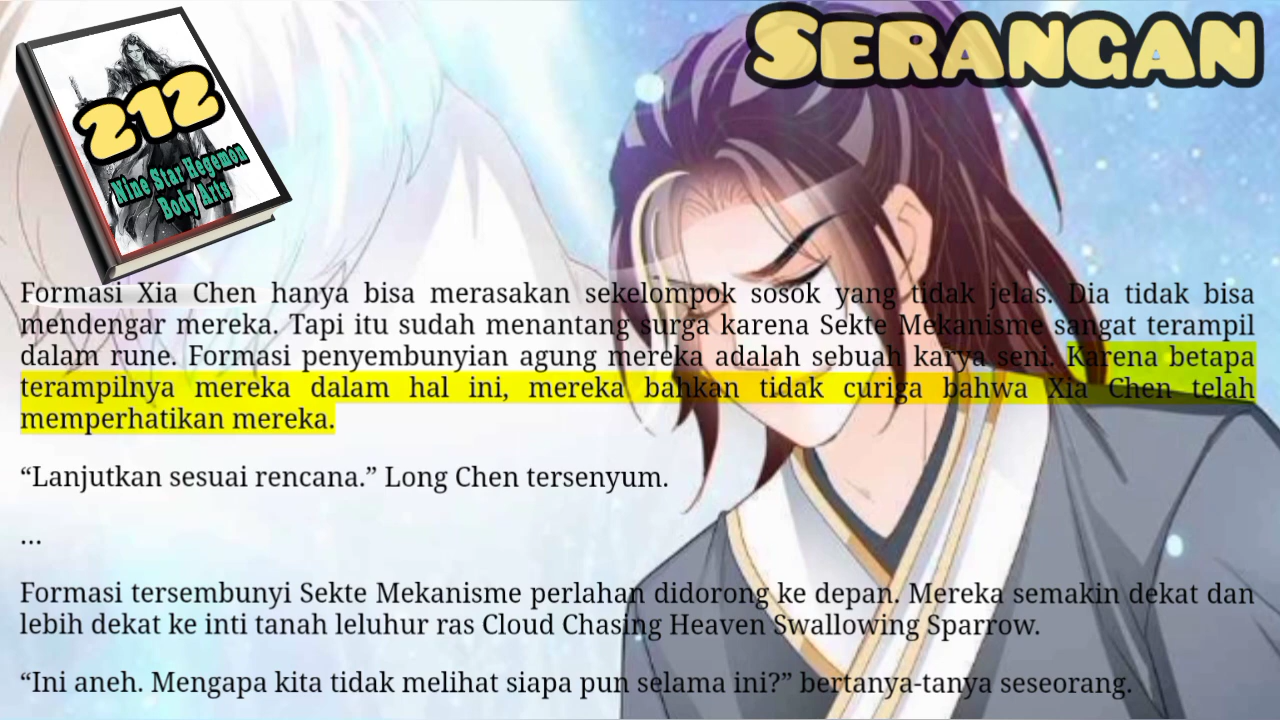 SERANGAN
212
Nine Star Hegemon
Body Arts
Formasi Xia Chen hanya bisa merasakan sekelompok sosok yang tidak jelas. Dia tidak bisa
mendengar mereka. Tapi itu sudah menantang surga karena Sekte Mekanisme sangat terampil
dalam rune. Formasi penyembunyian agung mereka adalah sebuah karya seni. Karena betapa
terampilnya mereka dalam hal ini, mereka bahkan tidak curiga bahwa Xia Chen telah
memperhatikan mereka.
“Lanjutkan sesuai rencana.” Long Chen tersenyum.
…
Formasi tersembunyi Sekte Mekanisme perlahan didorong ke depan. Mereka semakin dekat dan
lebih dekat ke inti tanah leluhur ras Cloud Chasing Heaven Swallowing Sparrow.
“Ini aneh. Mengapa kita tidak melihat siapa pun selama ini?” bertanya-tanya seseorang.